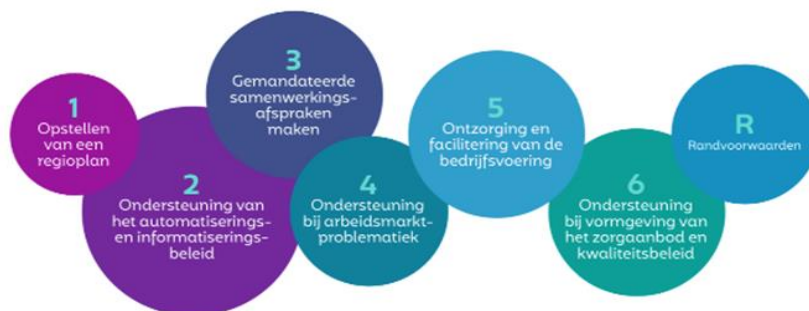 1
Opstellen
van een
regioplan
2
Ondersteuning van
het automatiserings-
en informatiserings-
beleid
3
Gemandateerde
samenwerkings-
afspraken
maken
4
Ondersteuning
bij arbeidsmarkt-
problematiek
5
Ontzorging en
facilitering van de
bedrijfsvoering
6
Ondersteuning
bij vormgeving van
het zorgaanbod en
kwaliteitsbeleid
R
Randvoorwaarden